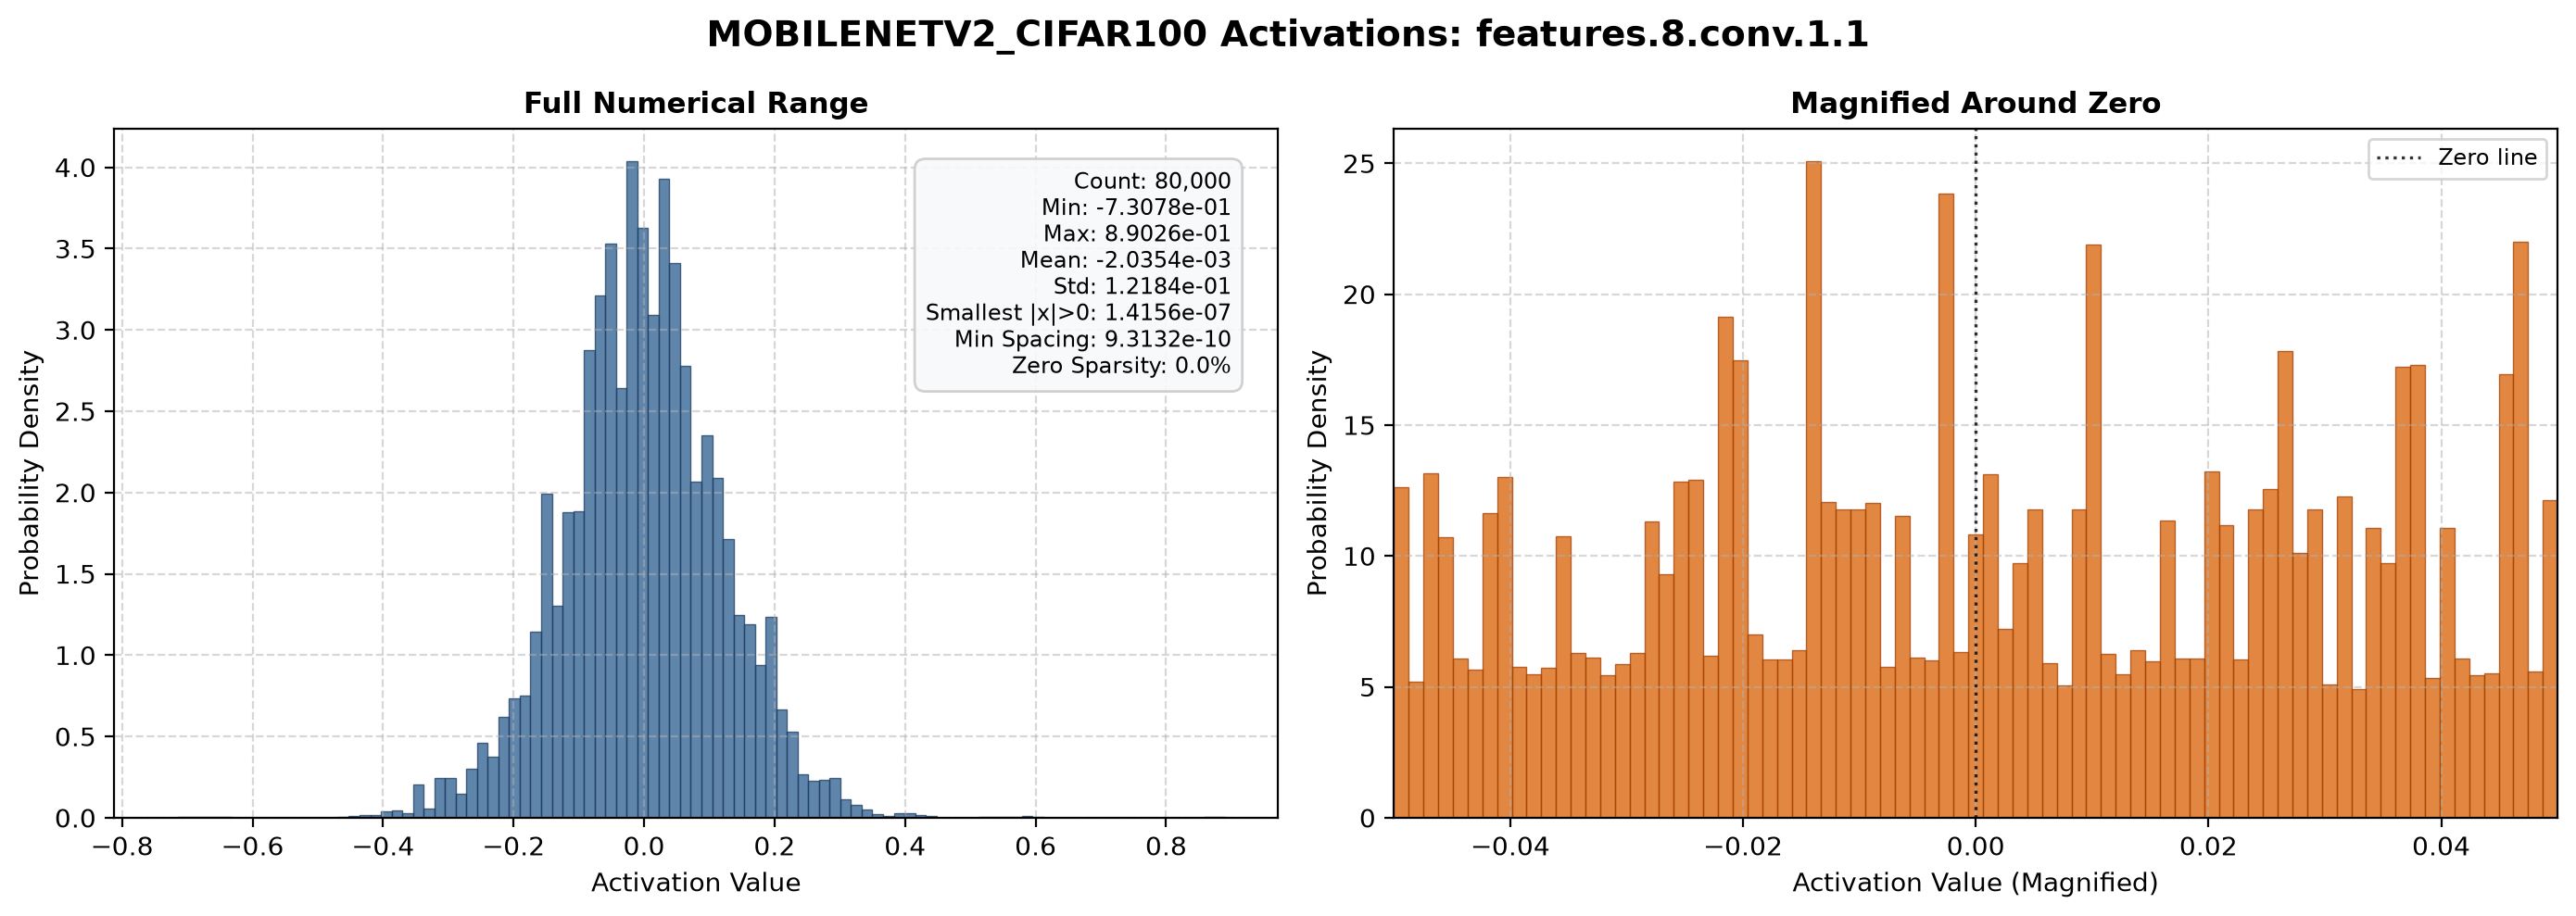 MOBILENETV2_CIFAR100 Activations: features.8.conv.1.1
Full Numerical Range
Probability Density
4.0
3.5
3.0
2.5
2.0
1.5
1.0
0.5
0.0
Count: 80,000
Min: -7.3078e-01
Max: 8.9026e-01
Mean: -2.0354e-03
Std: 1.2184e-01
Smallest |x|>0: 1.4156e-07
Min Spacing: 9.3132e-10
Zero Sparsity: 0.0%
−0.8 −0.6 −0.4 −0.2 0.0 0.2 0.4 0.6 0.8
Activation Value
Magnified Around Zero
Probability Density
25
20
15
10
5
0
Zero line
−0.04 −0.02 0.00 0.02 0.04
Activation Value (Magnified)